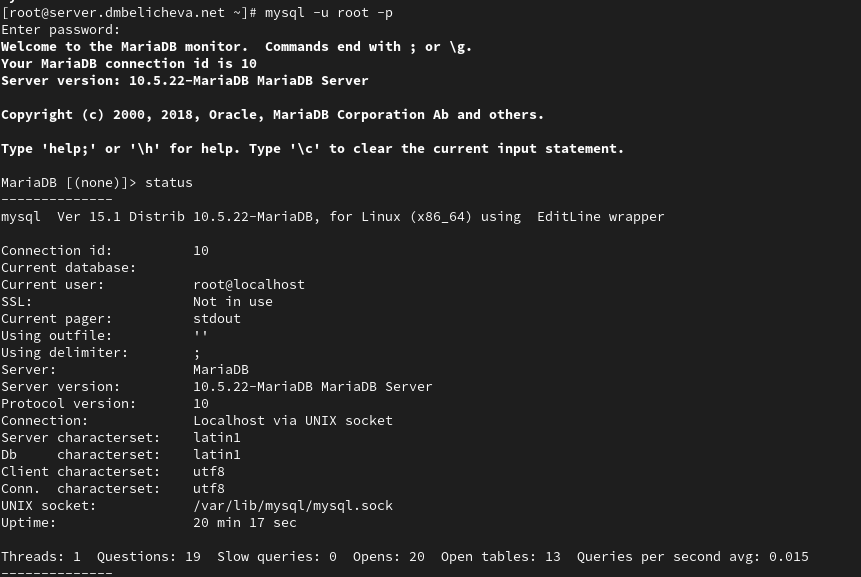 [root@server.dmbelicheva.net ~]# mysql -u root -p
Enter password:
Welcome to the MariaDB monitor.  Commands end with ; or \g.
Your MariaDB connection id is 10
Server version: 10.5.22-MariaDB MariaDB Server
Copyright (c) 2000, 2018, Oracle, MariaDB Corporation Ab and others.
Type 'help;' or '\h' for help. Type '\c' to clear the current input statement.
MariaDB [(none)]> status
--------------
mysql  Ver 15.1 Distrib 10.5.22-MariaDB, for Linux (x86_64) using  EditLine wrapper
Connection id:          10
Current database:
Current user:           root@localhost
SSL:                    Not in use
Current pager:          stdout
Using outfile:          ''
Using delimiter:        ;
Server:                 MariaDB
Server version:         10.5.22-MariaDB MariaDB Server
Protocol version:       10
Connection:             Localhost via UNIX socket
Server characterset:    latin1
Db     characterset:    latin1
Client characterset:    utf8
Conn.  characterset:    utf8
UNIX socket:            /var/lib/mysql/mysql.sock
Uptime:                 20 min 17 sec
Threads: 1  Questions: 19  Slow queries: 0  Opens: 20  Open tables: 13  Queries per second avg: 0.015
--------------